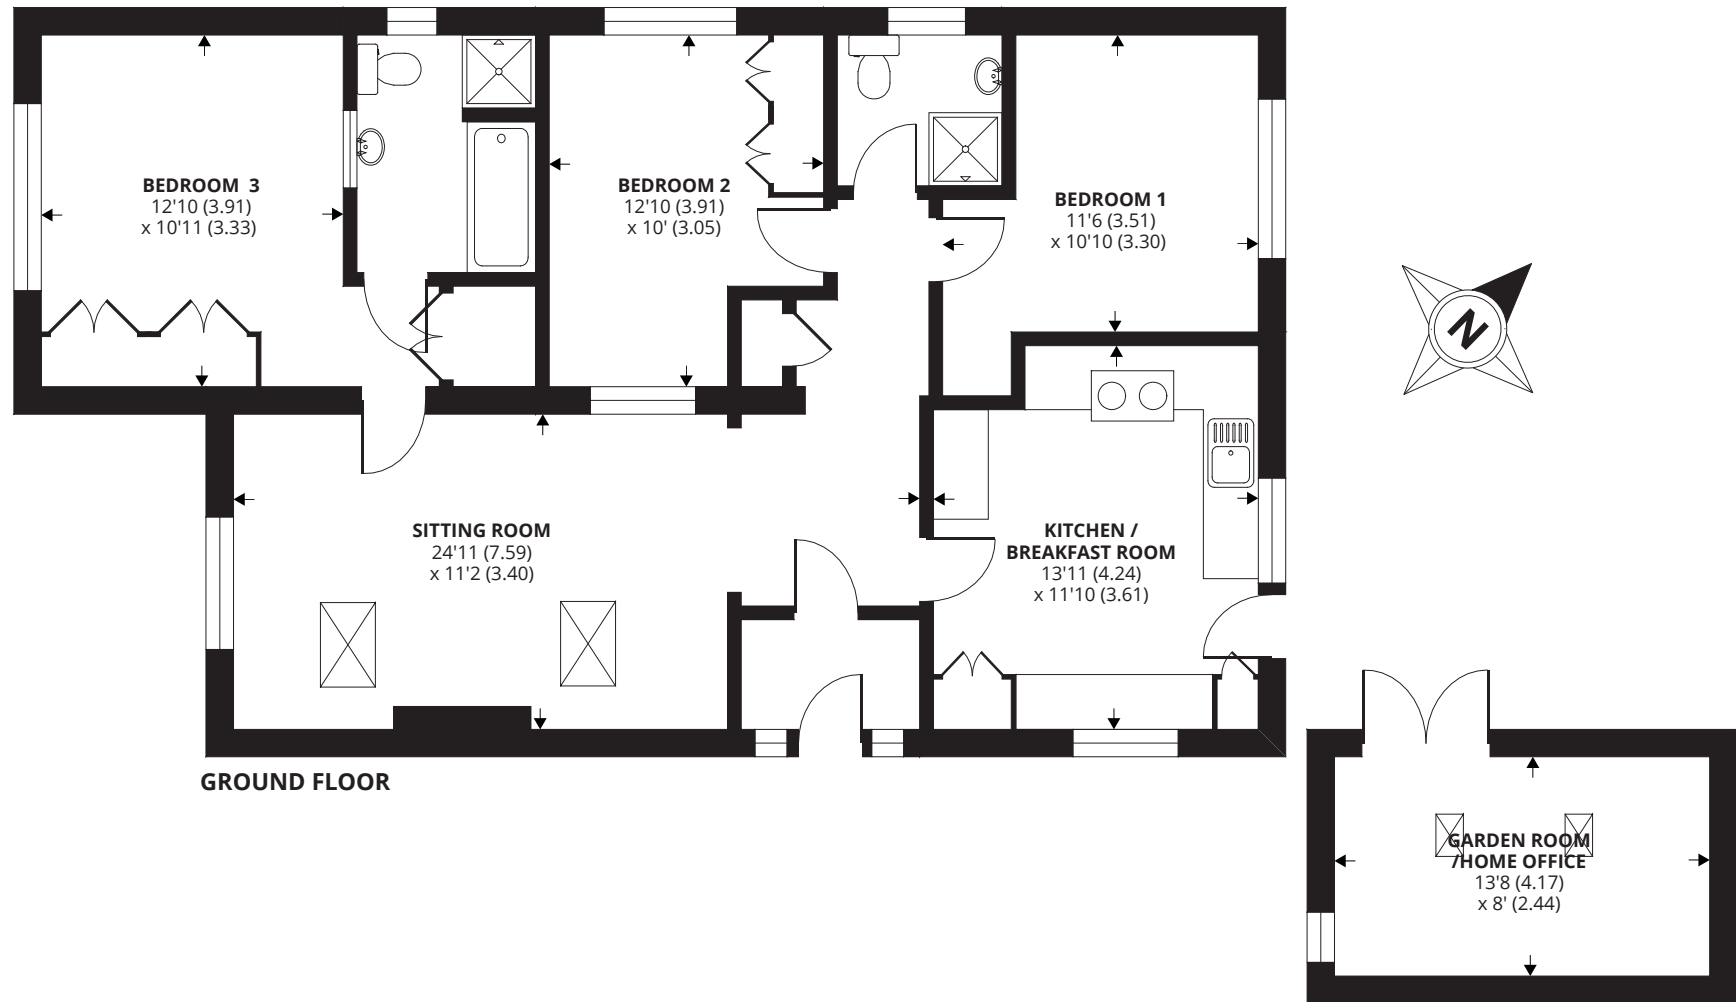 BEDROOM 3
12'10 (3.91)
x 10'11 (3.33)
BEDROOM 2
12'10 (3.91)
x 10' (3.05)
BEDROOM 1
11'6 (3.51)
x 10'10 (3.30)
N
SITTING ROOM
24'11 (7.59)
x 11'2 (3.40)
KITCHEN /
BREAKFAST ROOM
13'11 (4.24)
x 11'10 (3.61)
GROUND FLOOR
GARDEN ROOM
/HOME OFFICE
13'8 (4.17)
x 8' (2.44)